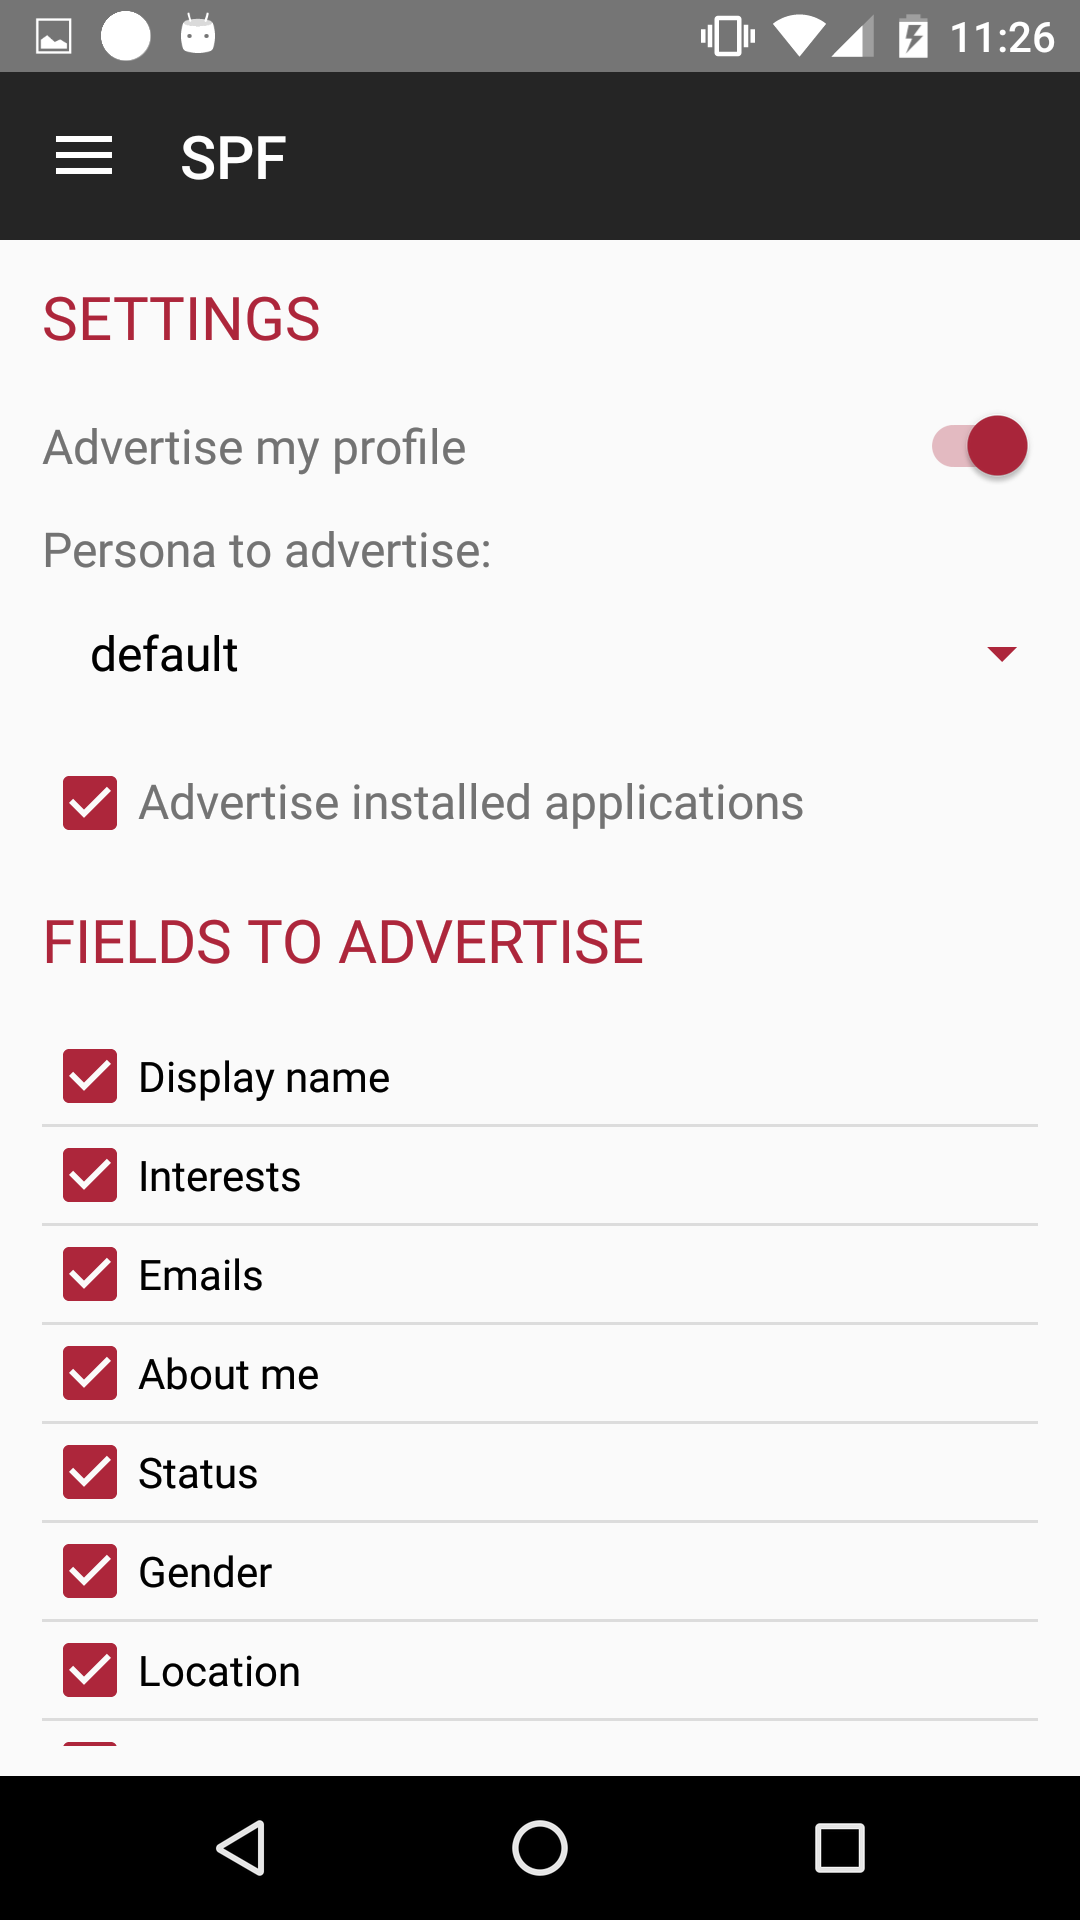 11:26
SPF
SETTINGS
Advertise my profile
Persona to advertise:
default
Advertise installed applications
FIELDS TO ADVERTISE
Display name
Interests
Emails
About me
Status
Gender
Location